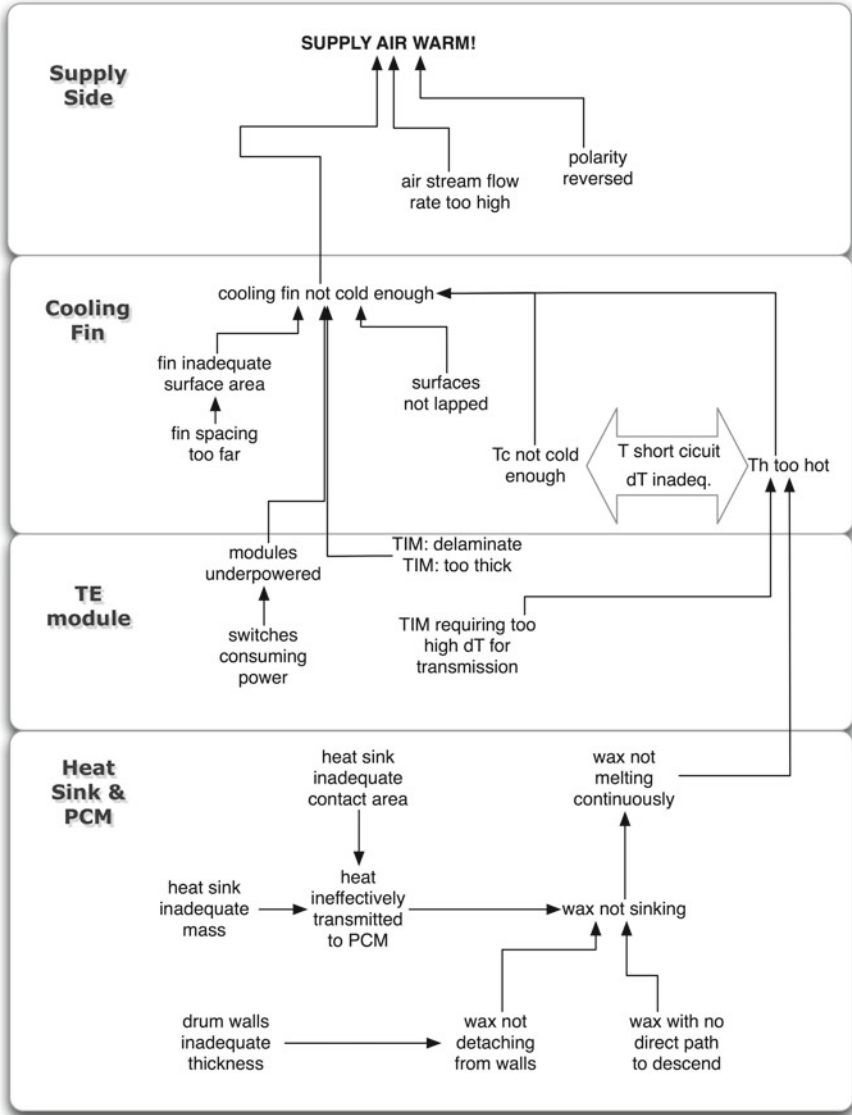 SUPPLY AIR WARM!
Supply
Side
polarity
reversed
air stream flow
rate too high
cooling fin not cold enough
Cooling
Fin
fin inadequate
surface area
surfaces
not lapped
fin spacing
too far
Tc not cold
enough
T short cicuit
dT inadeq.
Th too hot
modules
underpowered
TIM: delaminate
TIM: too thick
TE
module
switches
consuming
power
TIM requiring too
high dT for
transmission
Heat
Sink &
PCM
heat sink
inadequate
contact area
wax not
melting
continuously
heat sink
inadequate
mass
heat
ineffectively
transmitted
to PCM
wax not sinking
drum walls
inadequate
thickness
wax not
detaching
from walls
wax with no
direct path
to descend